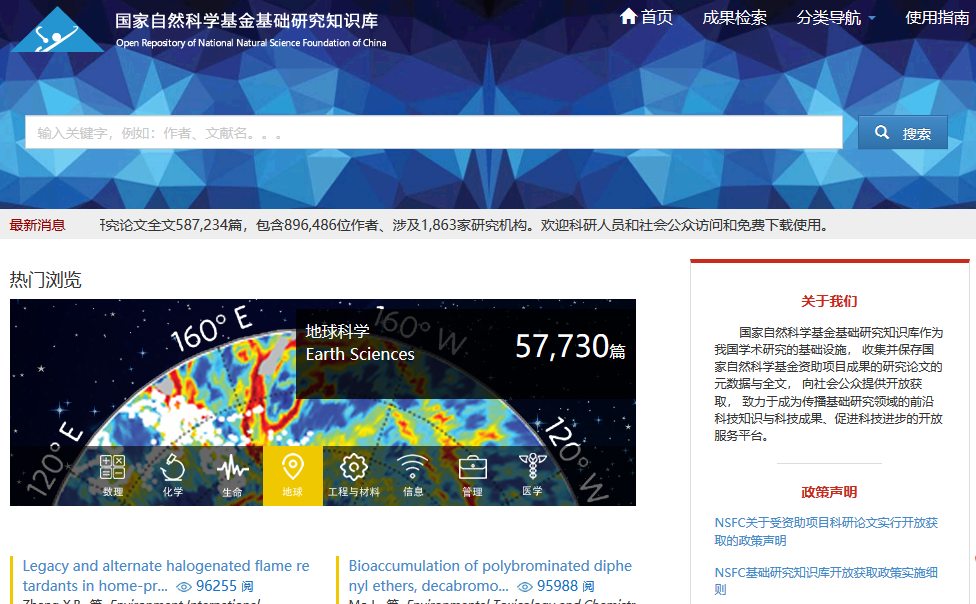 国家自然科学基金基础研究知识库
Open Repository of National Natural Science Foundation of China
首页 成果检索 分类导航 使用指南
输入关键字，例如：作者、文献名。。。
搜索
最新消息 研究论文全文587,234篇，包含896,486位作者、涉及1,863家研究机构。欢迎科研人员和社会公众访问和免费下载使用。
热门浏览
160° E
160° W
120° E
120° W
地球科学
Earth Sciences
57,730篇
数理 化学 生命 地球 工程与材料 信息 管理 医学
Legacy and alternate halogenated flame re
tardants in home-pr... 96255 阅
Zheng X.B. 等 Environment International
Bioaccumulation of polybrominated diphe
nyl ethers, decabromo... 95988 阅
Mo L. 等 Environmental Toxicology and Chemistr
关于我们
国家自然科学基金基础研究知识库作为
我国学术研究的基础设施， 收集并保存国
家自然科学基金资助项目成果的研究论文的
元数据与全文， 向社会公众提供开放获
取， 致力于成为传播基础研究领域的前沿
科技知识与科技成果、促进科技进步的开放
服务平台。
政策声明
NSFC关于受资助项目科研论文实行开放获
取的政策声明
NSFC基础研究知识库开放获取政策实施细
则